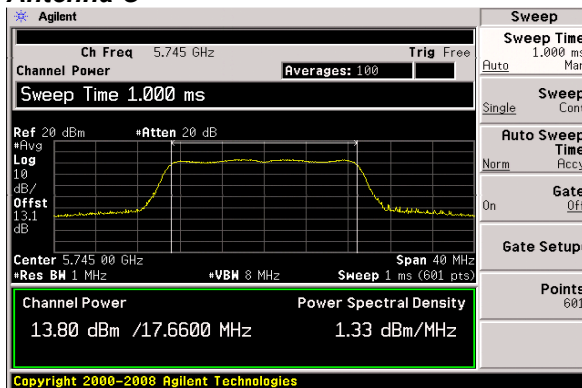 Agilent
Ch Freq 5.745 GHz Trig Free
Channel Power Averages: 100
Sweep Time 1.000 ms
Ref 20 dBm #Atten 20 dB
#Avg
Log
10
dB/
Offst
13.1
dB
Center 5.745 00 GHz Span 40 MHz
#Res BW 1 MHz #VBW 8 MHz Sweep 1 ms (601 pts)
Channel Power Power Spectral Density
13.80 dBm /17.6600 MHz 1.33 dBm/MHz
Copyright 2000-2008 Agilent Technologies
Sweep
Sweep Time
1.000 ms
Auto Man
Sweep
Single Cont
Auto Sweep
Time
Norm Accy
Gate
On Off
Gate Setup
Points
601